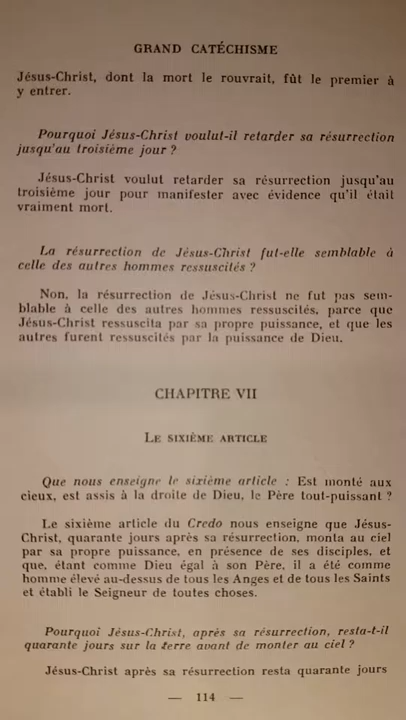 GRAND CATÉCHISME
Jésus-Christ, dont la mort le rouvrait, fût le premier à
y entrer.
Pourquoi Jésus-Christ voulut-il retarder sa résurrection
jusqu'au troisième jour ?
Jésus-Christ voulut retarder sa résurrection jusqu'au
troisième jour pour manifester avec évidence qu'il était
vraiment mort.
La résurrection de Jésus-Christ fut-elle semblable à
celle des autres hommes ressuscités ?
Non, la résurrection de Jésus-Christ ne fut pas sem-
blable à celle des autres hommes ressuscités, parce que
Jésus-Christ ressuscita par sa propre puissance, et que les
autres furent ressuscités par la puissance de Dieu.
CHAPITRE VII
LE SIXIÈME ARTICLE
Que nous enseigne le sixième article : Est monté aux
cieux, est assis à la droite de Dieu, le Père tout-puissant ?
Le sixième article du Credo nous enseigne que Jésus-
Christ, quarante jours après sa résurrection, monta au ciel
par sa propre puissance, en présence de ses disciples, et
que, étant comme Dieu égal à son Père, il a été comme
homme élevé au-dessus de tous les Anges et de tous les Saints
et établi le Seigneur de toutes choses.
Pourquoi Jésus-Christ, après sa résurrection, resta-t-il
quarante jours sur la terre avant de monter au ciel ?
Jésus-Christ après sa résurrection resta quarante jours
— 114 —